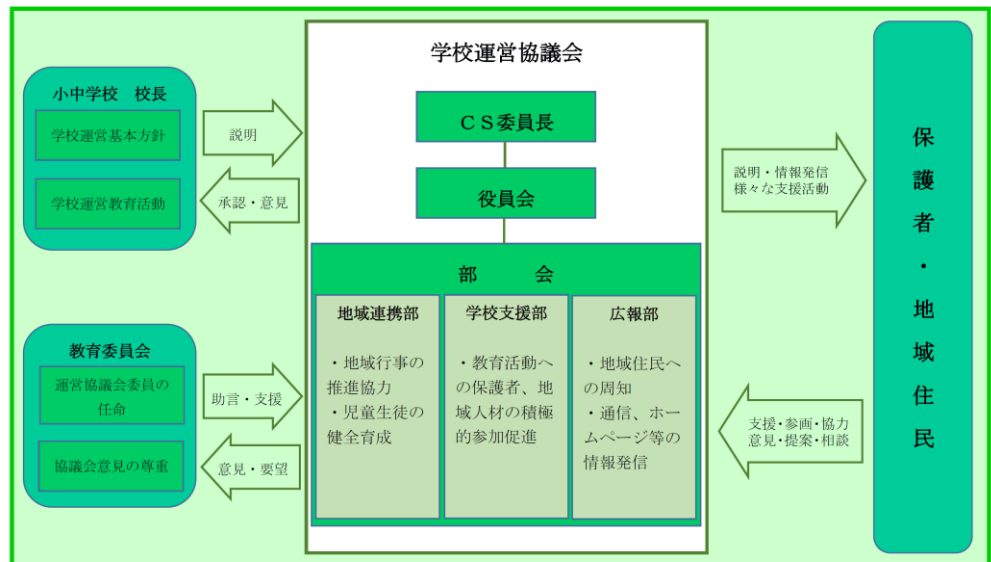 小中学校　校長
学校運営基本方針
学校運営教育活動
説明
承認・意見
教育委員会
運営協議会委員の
任命
協議会意見の尊重
助言・支援
意見・要望
学校運営協議会
ＣＳ委員長
役員会
部　　会
地域連携部
・地域行事の
推進協力
・児童生徒の
健全育成
学校支援部
・教育活動へ
の保護者、地
域人材の積極
的参加促進
広報部
・地域住民へ
の周知
・通信、ホー
ムページ等の
情報発信
説明・情報発信
様々な支援活動
支援・参画・協力
意見・提案・相談
保護者・地域住民